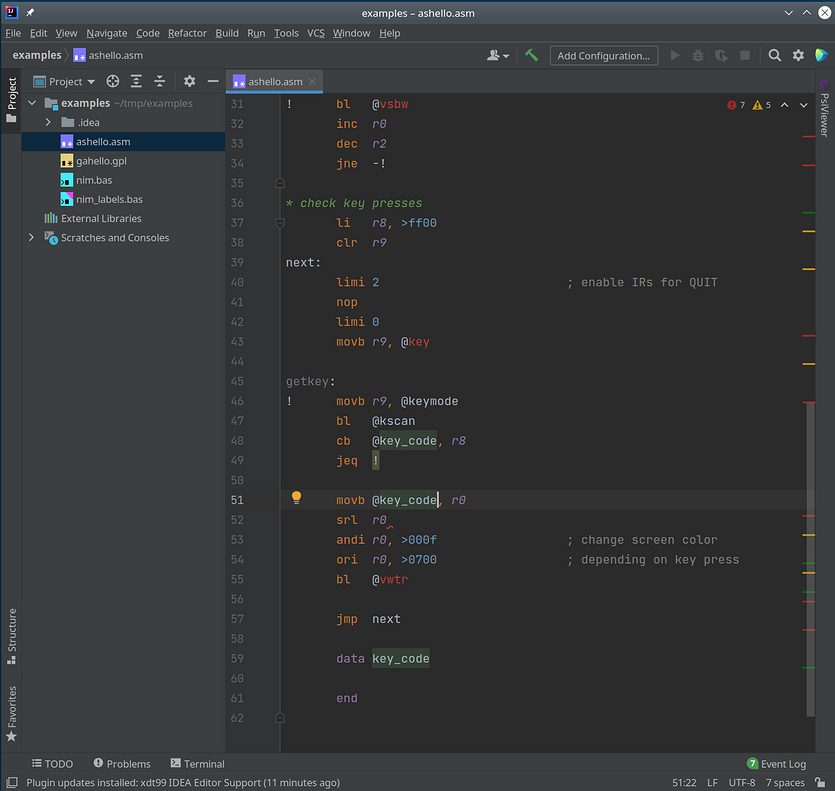 examples – ashello.asm
File Edit View Navigate Code Refactor Build Run Tools VCS Window Help
examples ashello.asm Add Configuration...
Project
Project
ashello.asm
PsiViewer
examples ~/tmp/examples
.idea
ashello.asm
gahello.gpl
nim.bas
nim_labels.bas
External Libraries
Scratches and Consoles
7 5
31 ! bl @vsbw
32 inc r0
33 dec r2
34 jne -!
35
36 * check key presses
37 li r8, >ff00
38 clr r9
39 next:
40 limi 2 ; enable IRs for QUIT
41 nop
42 limi 0
43 movb r9, @key
44
45 getkey:
46 ! movb r9, @keymode
47 bl @kscan
48 cb @key_code, r8
49 jeq !
50
51 movb @key_code, r0
52 srl r0
53 andi r0, >000f ; change screen color
54 ori r0, >0700 ; depending on key press
55 bl @vwtr
56
57 jmp next
58
59 data key_code
60
61 end
62
Structure
Favorites
TODO Problems Terminal 7 Event Log
Plugin updates installed: xdt99 IDEA Editor Support (11 minutes ago) 51:22 LF UTF-8 7 spaces